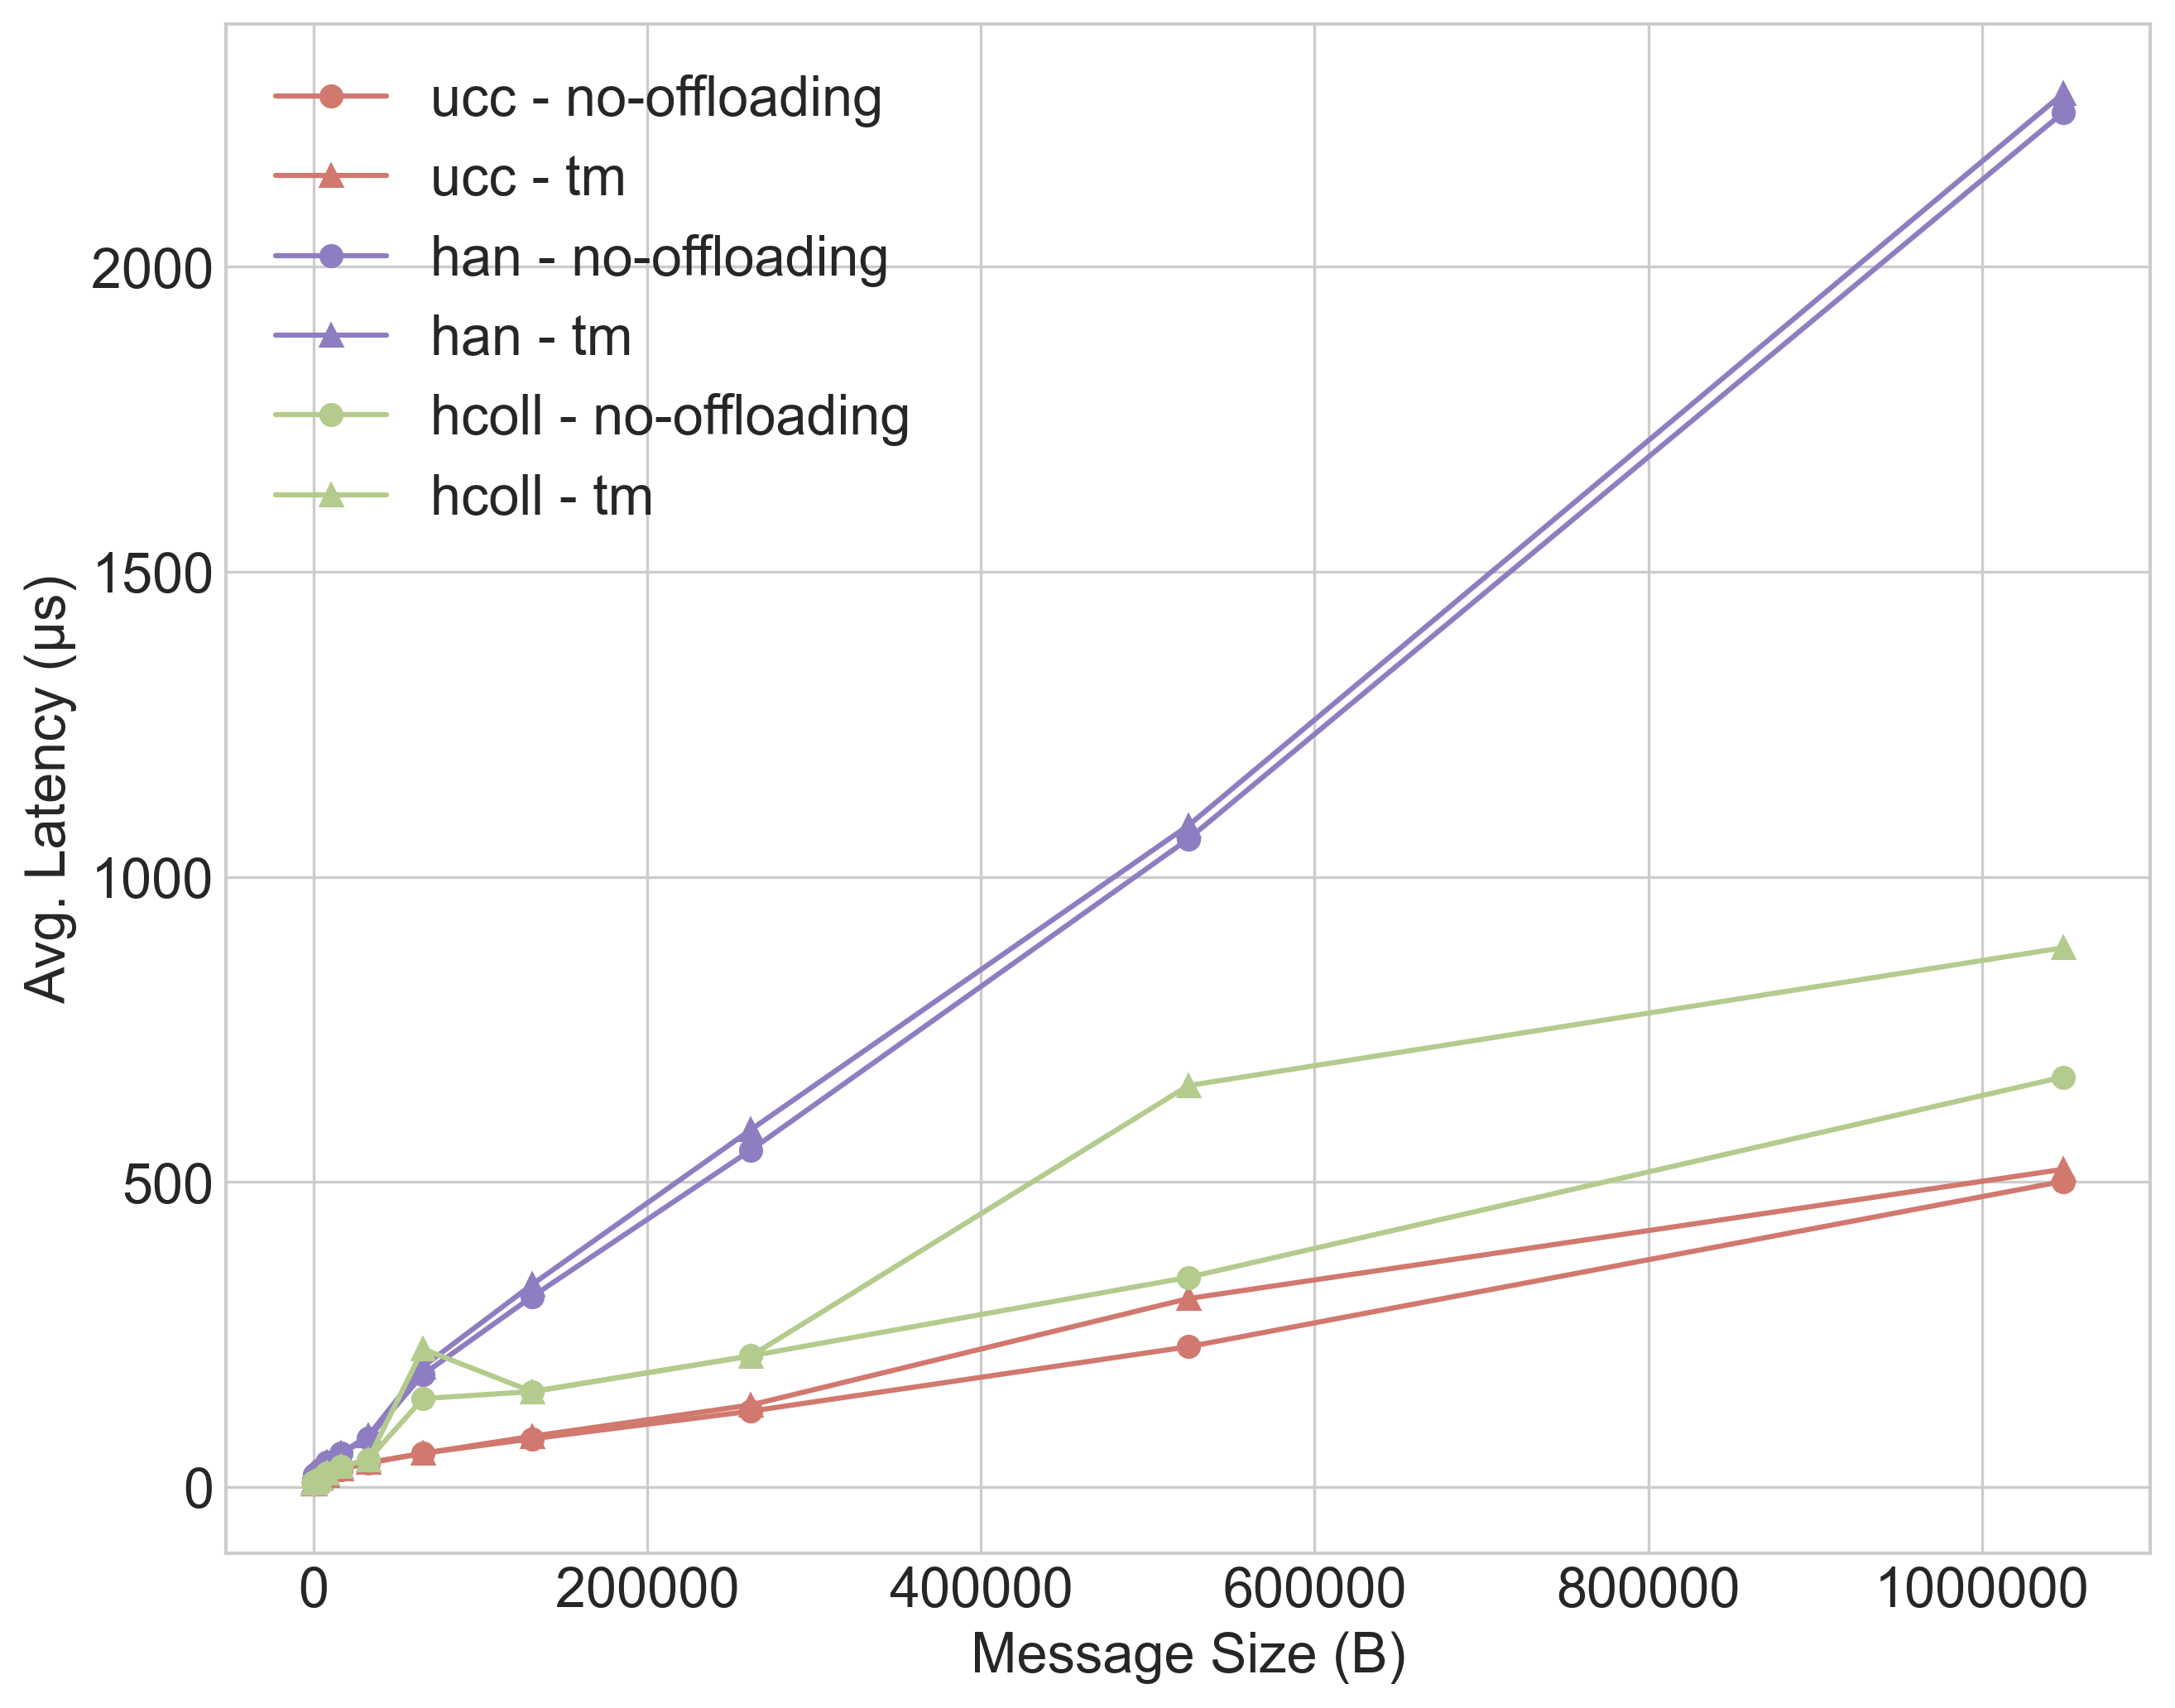 ucc - no-offloading
ucc - tm
han - no-offloading
han - tm
hcoll - no-offloading
hcoll - tm
Avg. Latency (µs)
2000
1500
1000
500
0
0 200000 400000 600000 800000 1000000
Message Size (B)